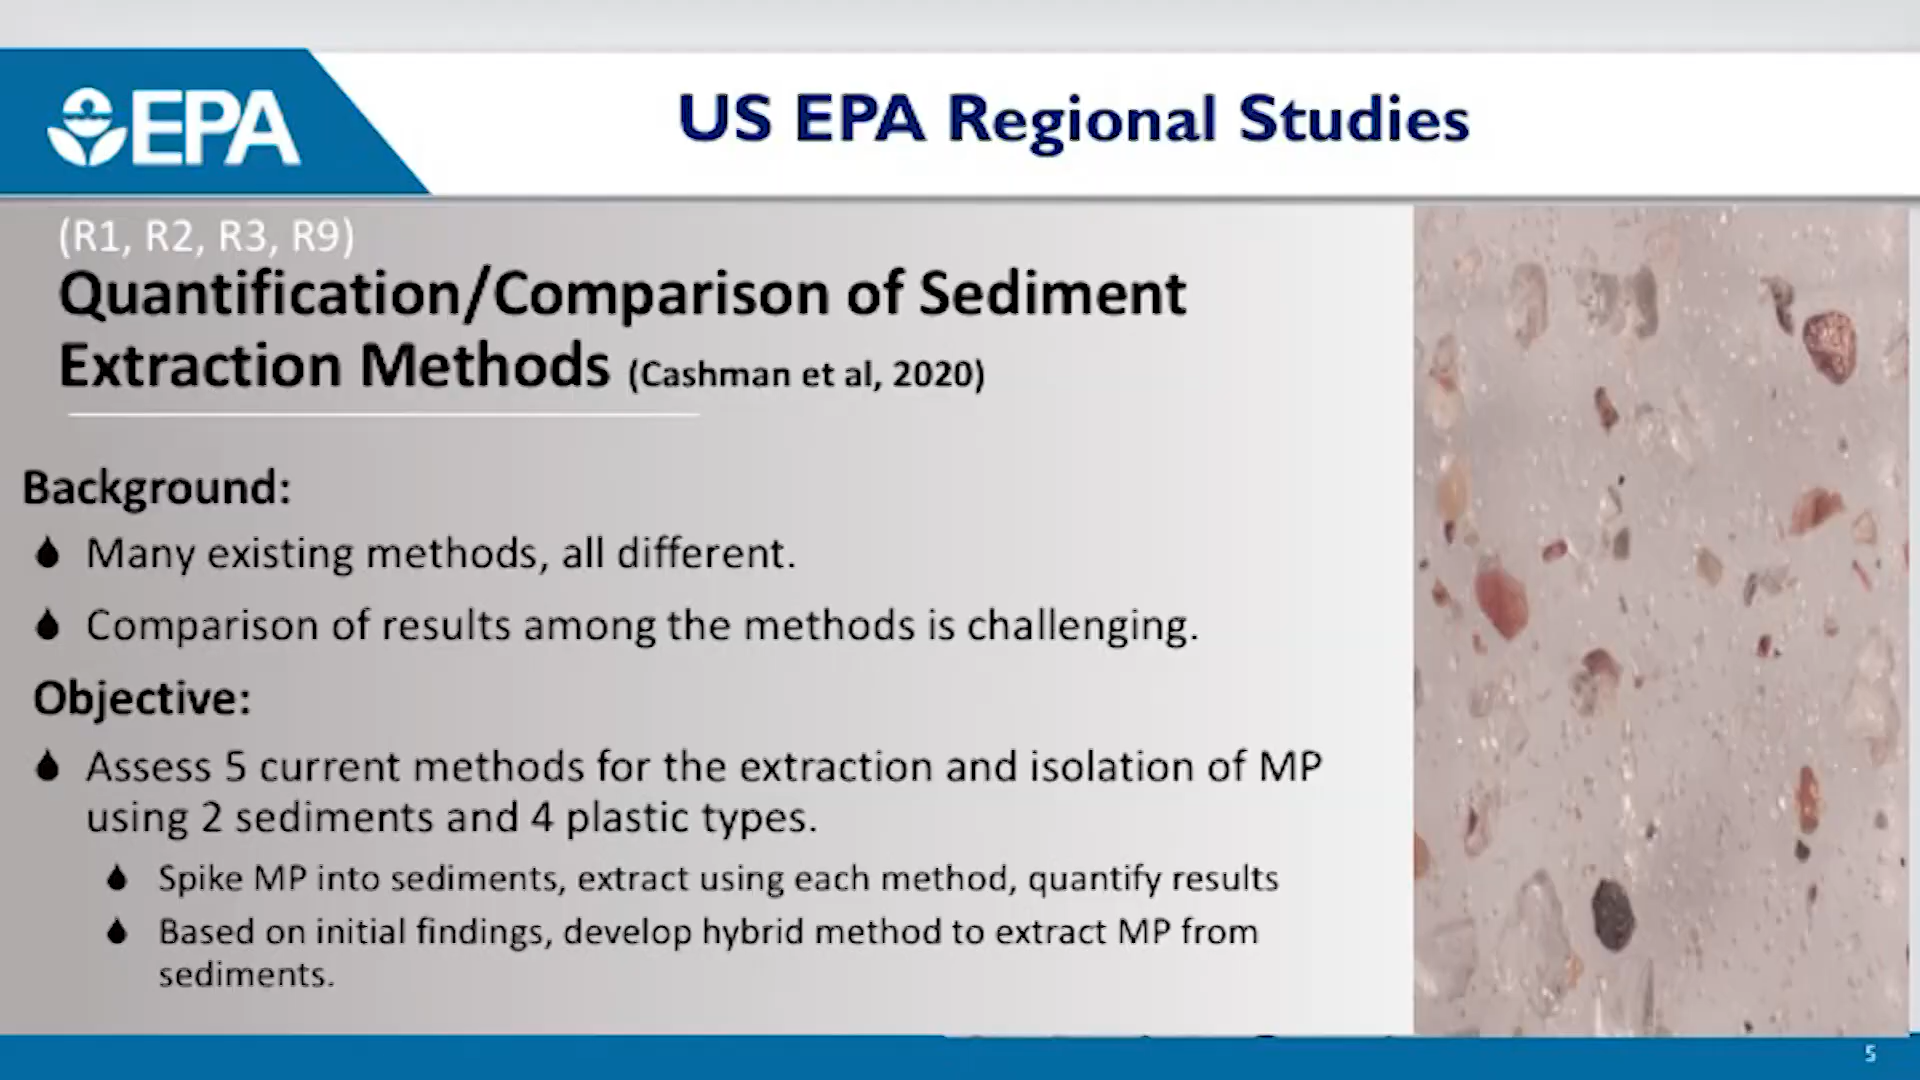 EPA
US EPA Regional Studies
(R1, R2, R3, R9)
Quantification/Comparison of Sediment
Extraction Methods (Cashman et al, 2020)
Background:
Many existing methods, all different.
Comparison of results among the methods is challenging.
Objective:
Assess 5 current methods for the extraction and isolation of MP
using 2 sediments and 4 plastic types.
Spike MP into sediments, extract using each method, quantify results
Based on initial findings, develop hybrid method to extract MP from
sediments.
5